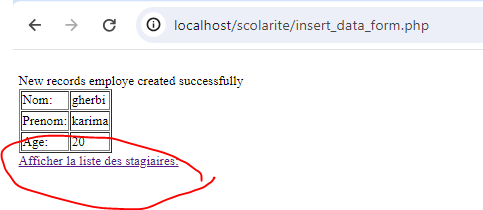 localhost/scolarite/insert_data_form.php
New records employe created successfully
Nom: gherbi
Prenom: karima
Age: 20
Afficher la liste des stagiaires.